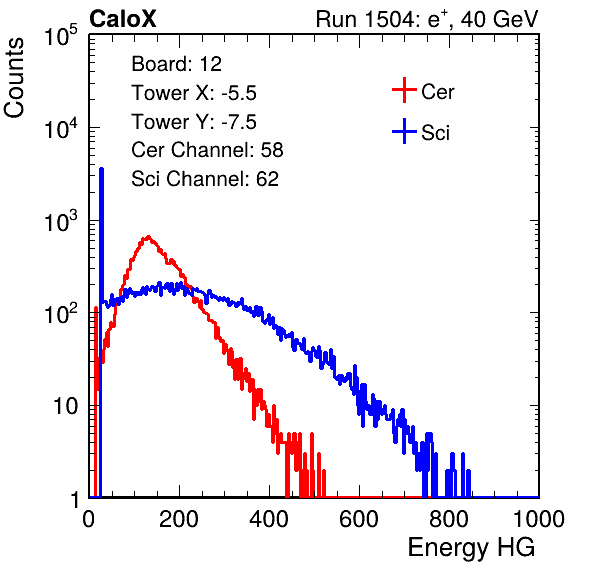 CaloX Run 1504: e⁺, 40 GeV
Counts
Board: 12
Tower X: -5.5
Tower Y: -7.5
Cer Channel: 58
Sci Channel: 62
Cer
Sci
10⁵
10⁴
10³
10²
10
1
0 200 400 600 800 1000
Energy HG